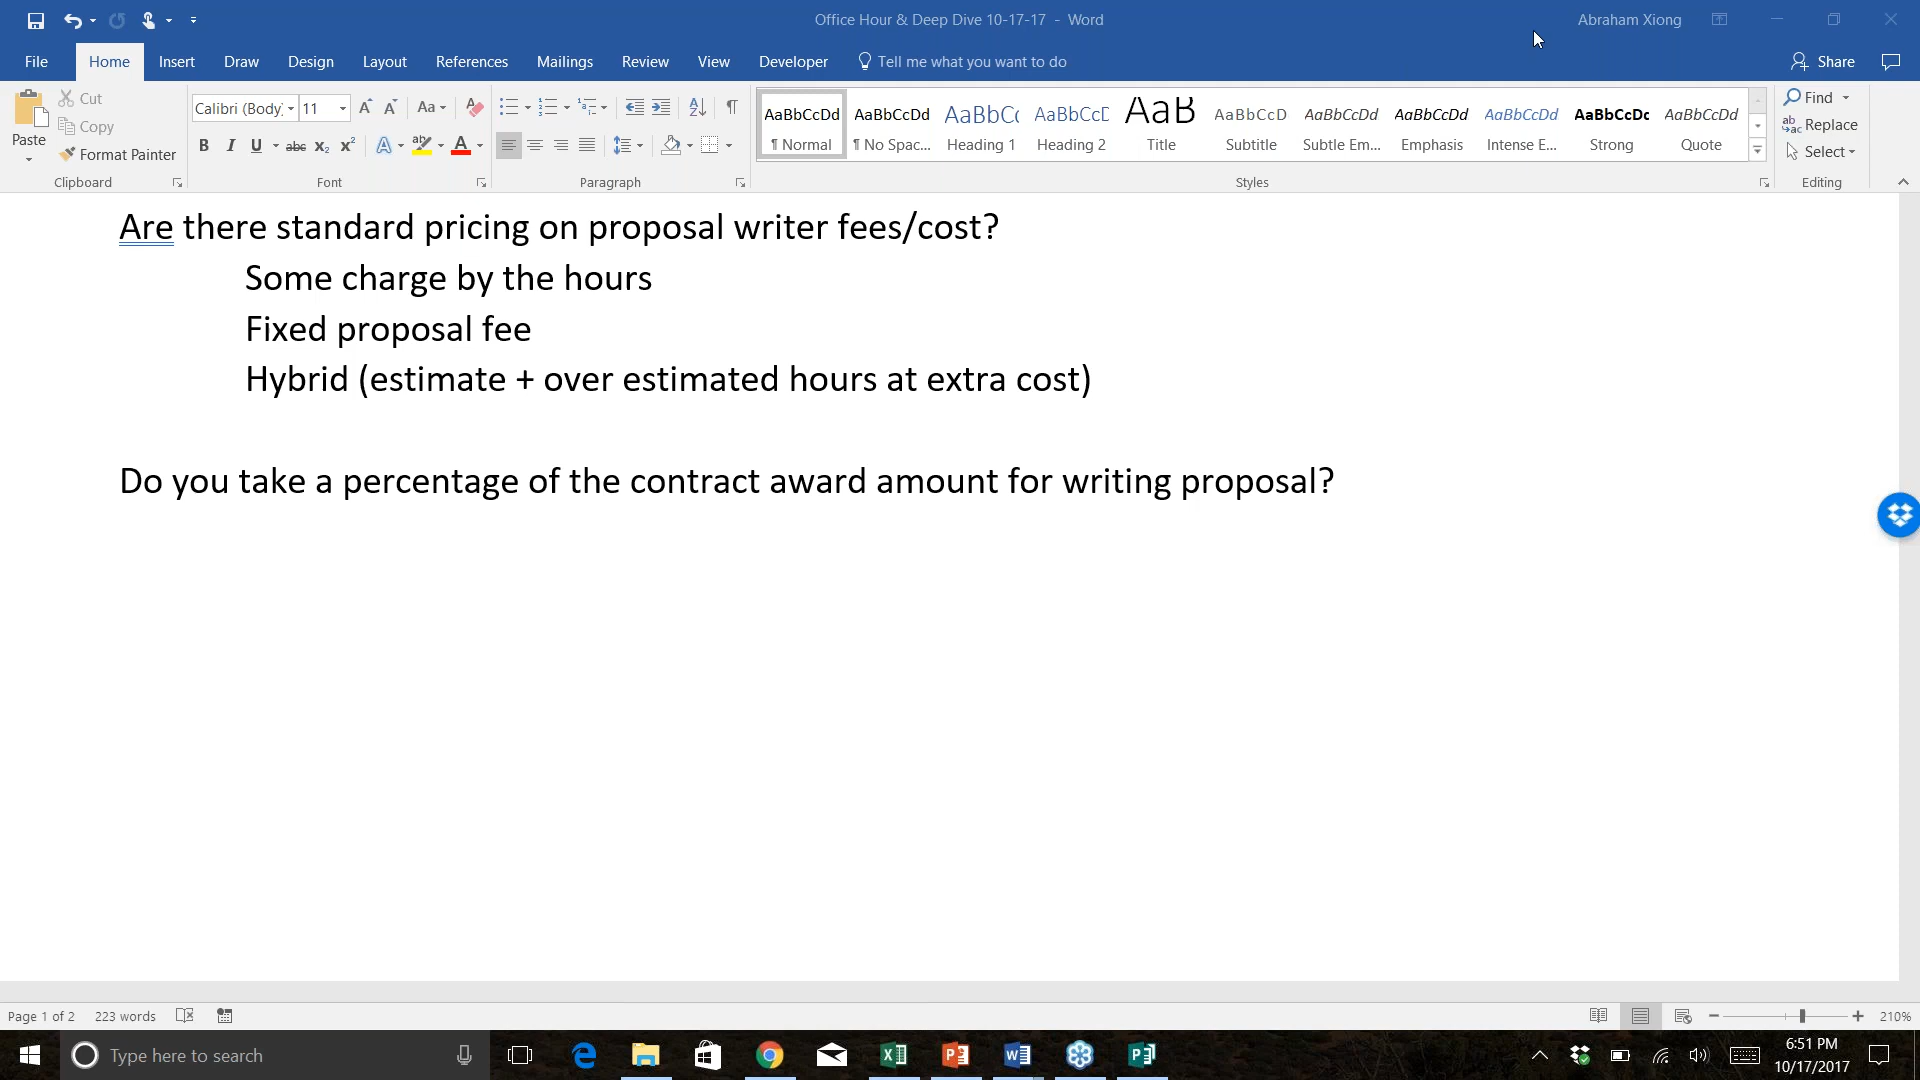 Office Hour & Deep Dive 10-17-17 - Word
Abraham Xiong
File Home Insert Draw Design Layout References Mailings Review View Developer Tell me what you want to do Share
Paste
Cut
Copy
Format Painter
Calibri (Body) 11
Aa
B I U abc x₂ x² A ab A
AaBbCcDd AaBbCcDd AaBbCc AaBbCcD AaB AaBbCcD AaBbCcDd AaBbCcDd AaBbCcDd AaBbCcDc AaBbCcDd
¶ Normal ¶ No Spac... Heading 1 Heading 2 Title Subtitle Subtle Em... Emphasis Intense E... Strong Quote
Find
Replace
Select
Clipboard Font Paragraph Styles Editing
Are there standard pricing on proposal writer fees/cost?
Some charge by the hours
Fixed proposal fee
Hybrid (estimate + over estimated hours at extra cost)
Do you take a percentage of the contract award amount for writing proposal?
Page 1 of 2 223 words 210%
Type here to search
6:51 PM
10/17/2017